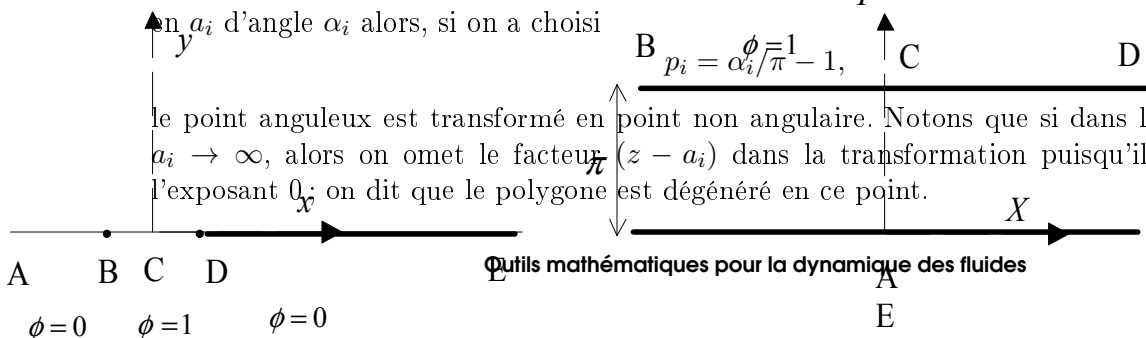 en a_i d'angle α_i alors, si on a choisi
y
B ϕ=1 C D
p_i = α_i/π − 1,
le point anguleux est transformé en point non angulaire. Notons que si dans l
a_i → ∞, alors on omet le facteur (z − a_i) dans la transformation puisqu'il
π
l'exposant 0; on dit que le polygone est dégénéré en ce point.
x X
Outils mathématiques pour la dynamique des fluides
A B C D E A
E
ϕ=0 ϕ=1 ϕ=0